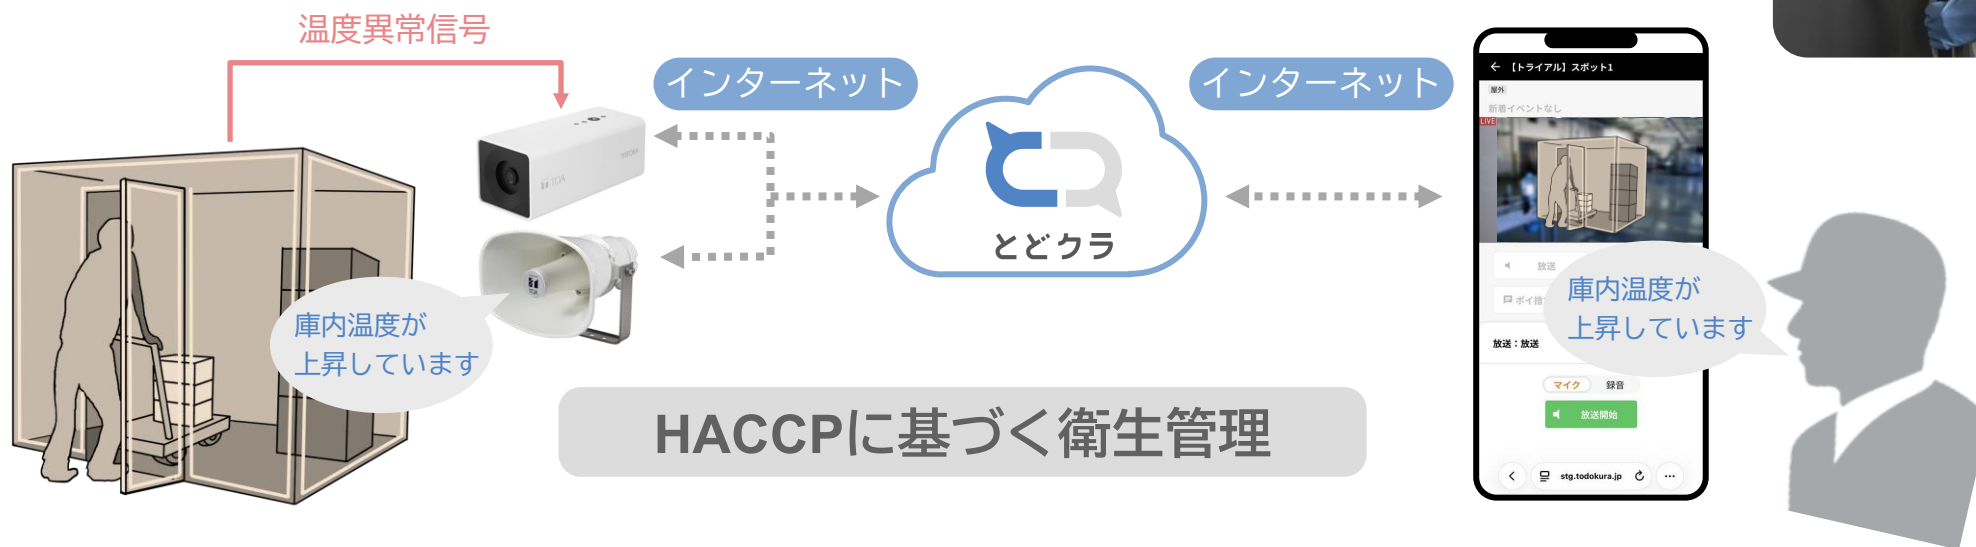 温度異常信号
インターネット
インターネット
TOA
TOA
とどクラ
庫内温度が
上昇しています
HACCPに基づく衛生管理
← 【トライアル】スポット1
屋外
新着イベントなし
LIVE
放送
ポイ捨
庫内温度が
上昇しています
放送：放送
マイク 録音
放送開始
stg.todokura.jp